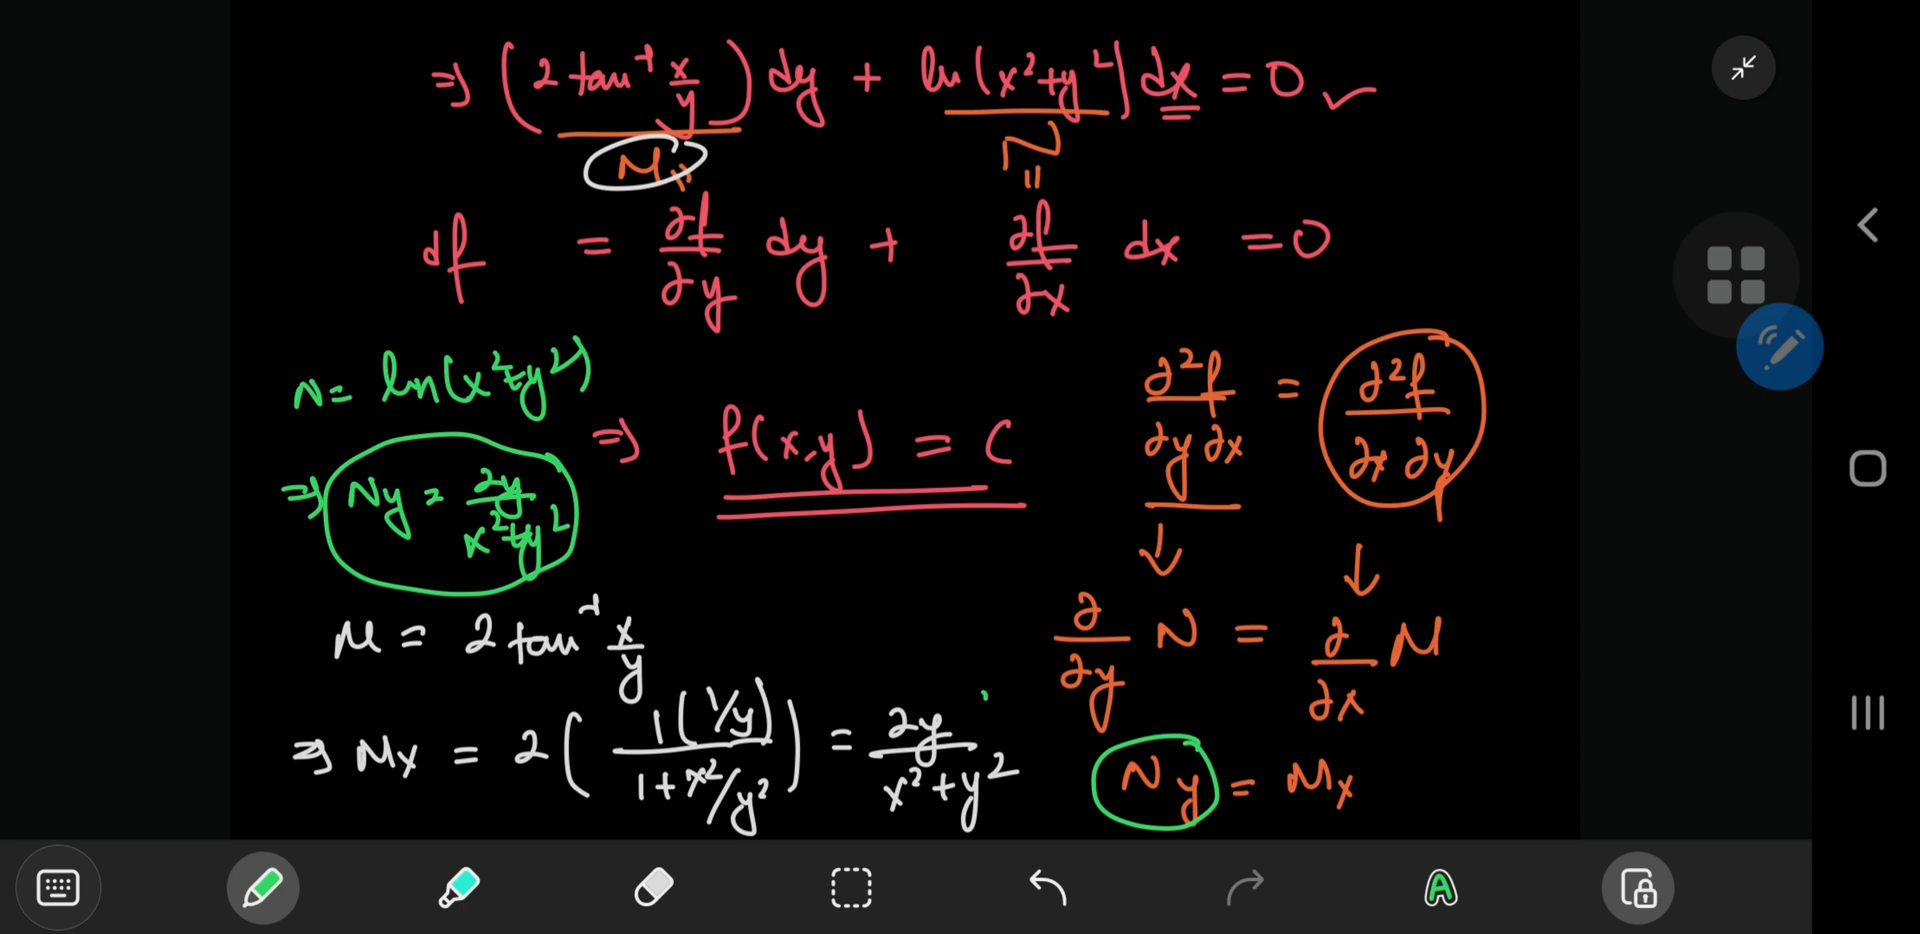 ⇒ (2 tan⁻¹ x/y) dy + ln(x²+y²) dx = 0 ✓
M N
|| ||
df = ∂f/∂y dy + ∂f/∂x dx = 0
N = ln(x²+y²)
∂²f/∂y∂x = ∂²f/∂x∂y
⇒ f(x,y) = C
⇒ Ny = 2y/x²+y²
↓ ↓
M = 2 tan⁻¹ x/y
∂/∂y N = ∂/∂x M
⇒ Mx = 2(1(1/y)/1+x²/y²) = 2y/x²+y²
Ny = Mx
A